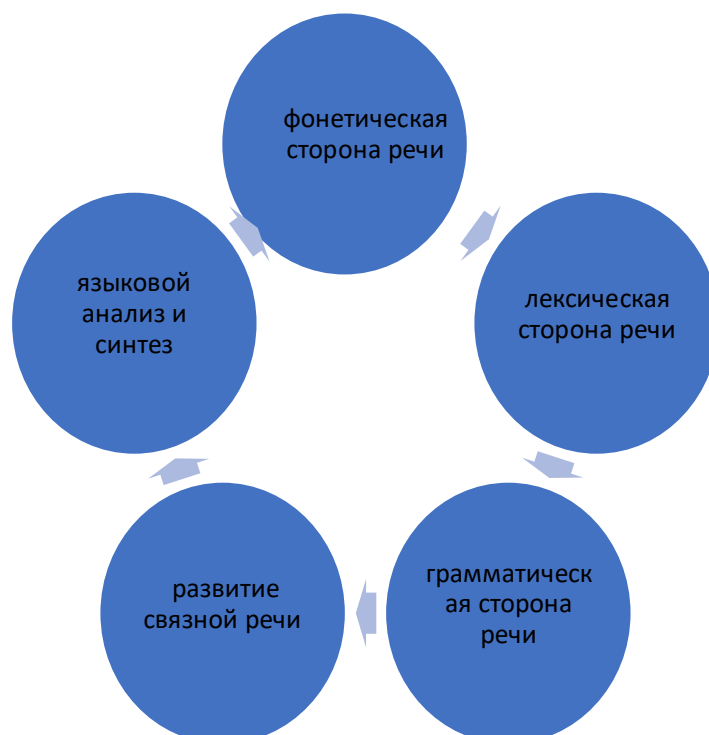 фонетическая
сторона речи
лексическая
сторона речи
грамматическ
ая сторона
речи
развитие
связной речи
языковой
анализ и
синтез